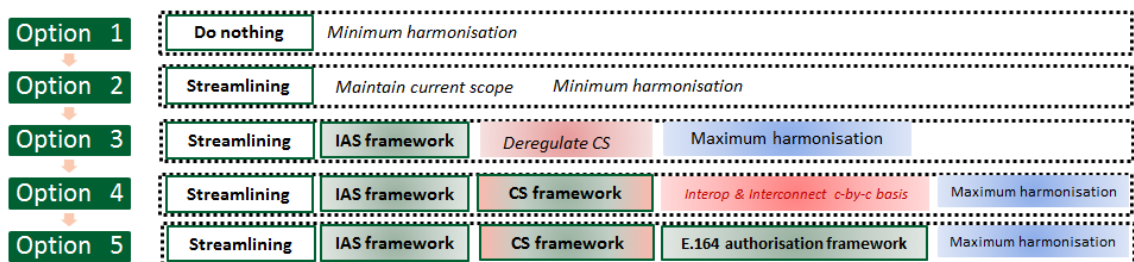 Option 1 Do nothing Minimum harmonisation
Option 2 Streamlining Maintain current scope Minimum harmonisation
Option 3 Streamlining IAS framework Deregulate CS Maximum harmonisation
Option 4 Streamlining IAS framework CS framework Interop & Interconnect c-by-c basis Maximum harmonisation
Option 5 Streamlining IAS framework CS framework E.164 authorisation framework Maximum harmonisation